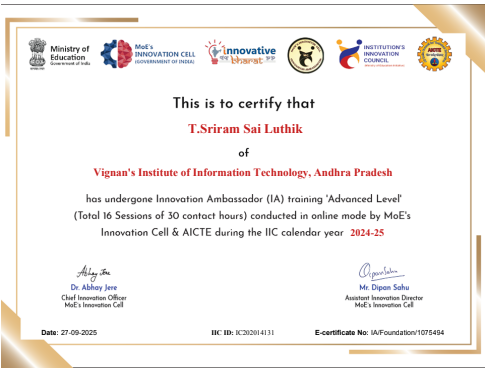 Ministry of
Education
Government of India
MoE's
INNOVATION CELL
(GOVERNMENT OF INDIA)
innovative
bharat
INSTITUTION'S
INNOVATION
COUNCIL
AICTE
This is to certify that
T.Sriram Sai Luthik
of
Vignan's Institute of Information Technology, Andhra Pradesh
has undergone Innovation Ambassador (IA) training 'Advanced Level'
(Total 16 Sessions of 30 contact hours) conducted in online mode by MoE's
Innovation Cell & AICTE during the IIC calendar year 2024-25
Dr. Abhay Jere
Chief Innovation Officer
MoE's Innovation Cell
Mr. Dipan Sahu
Assistant Innovation Director
MoE's Innovation Cell
Date: 27-09-2025
IIC ID: IC202014131
E-certificate No: IA/Foundation/1075494